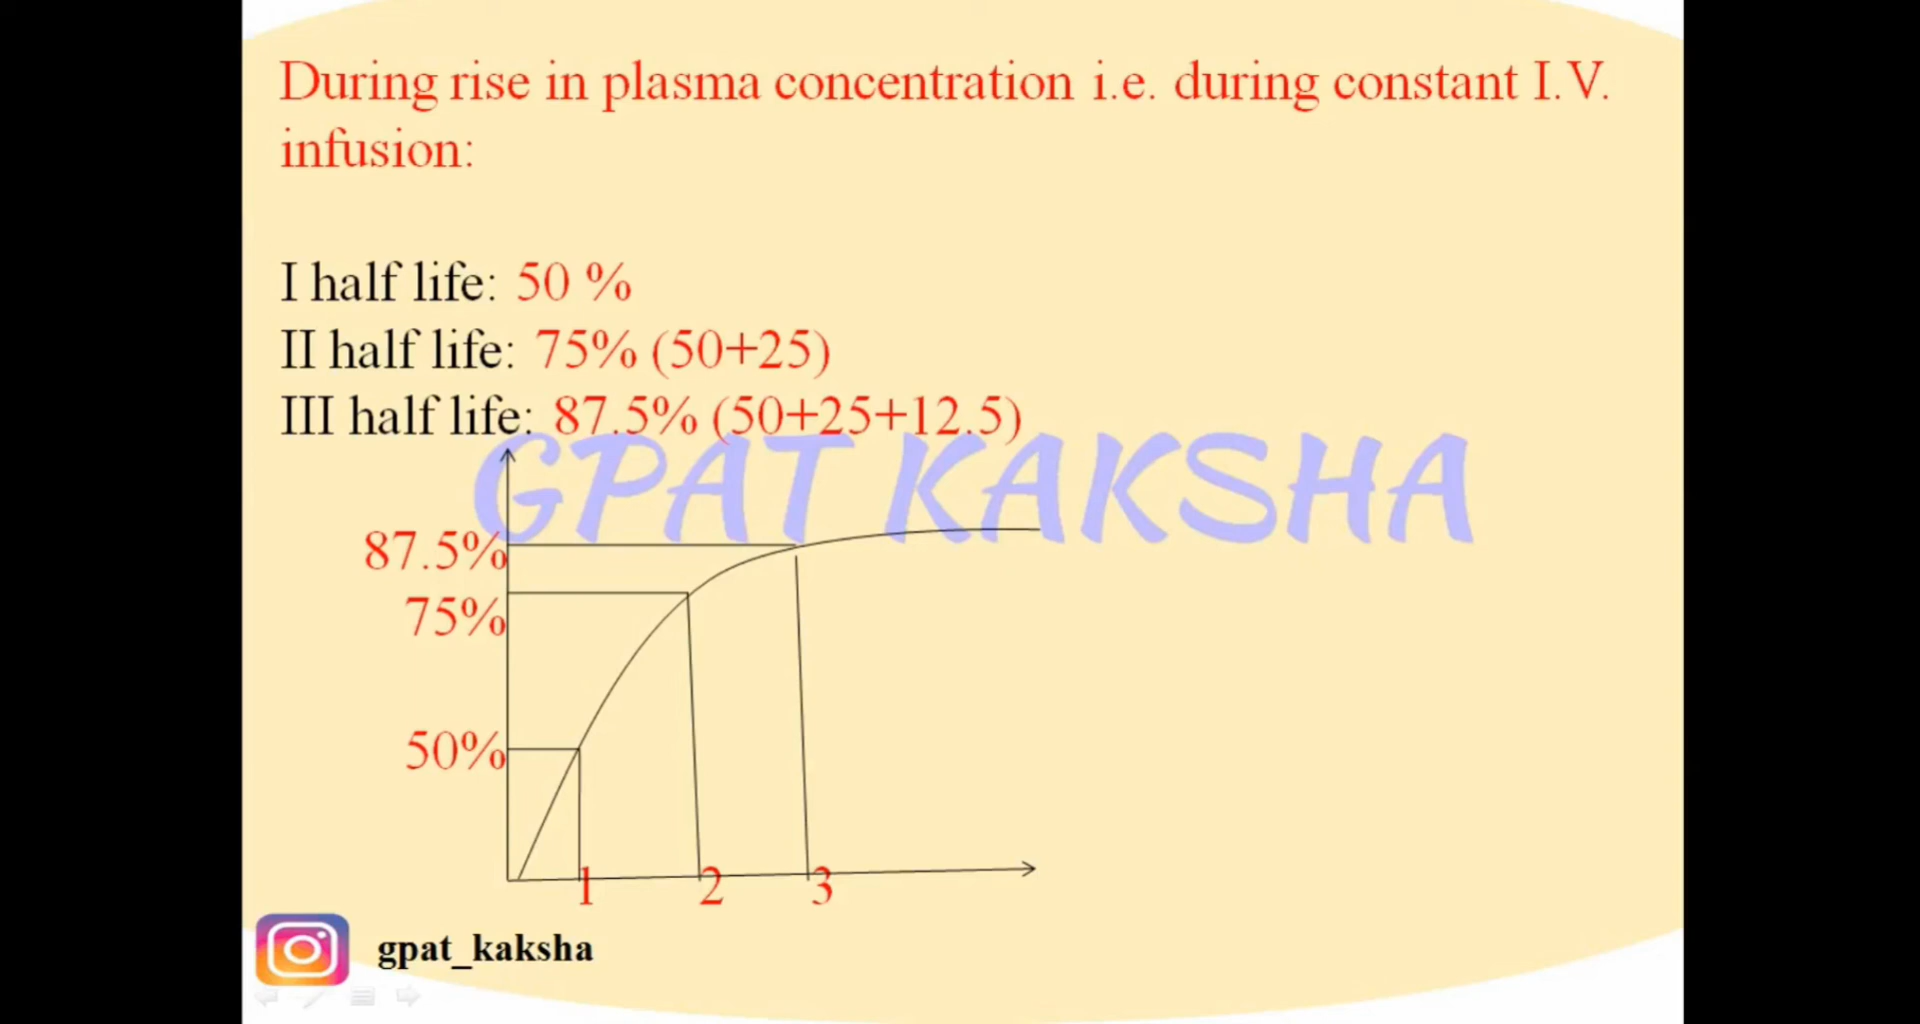 During rise in plasma concentration i.e. during constant I.V.
infusion:
I half life: 50 %
II half life: 75% (50+25)
III half life: 87.5% (50+25+12.5)
GPAT KAKSHA
87.5%
75%
50%
1 2 3
gpat_kaksha